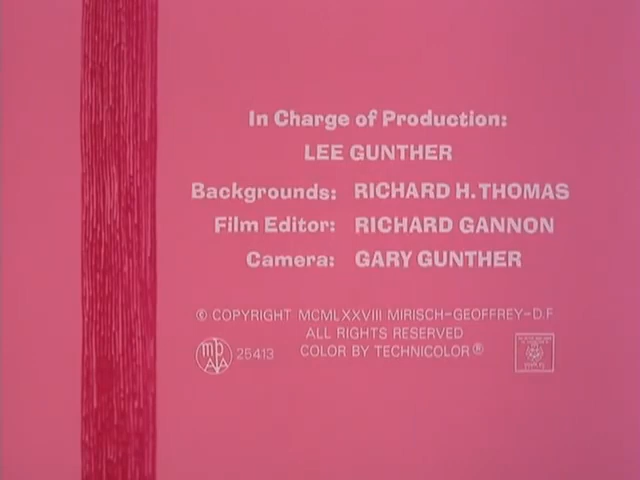 In Charge of Production:
LEE GUNTHER
Backgrounds: RICHARD H. THOMAS
Film Editor: RICHARD GANNON
Camera: GARY GUNTHER
© COPYRIGHT MCMLXXVIII MIRISCH-GEOFFREY-D.F.
ALL RIGHTS RESERVED
COLOR BY TECHNICOLOR®
25413